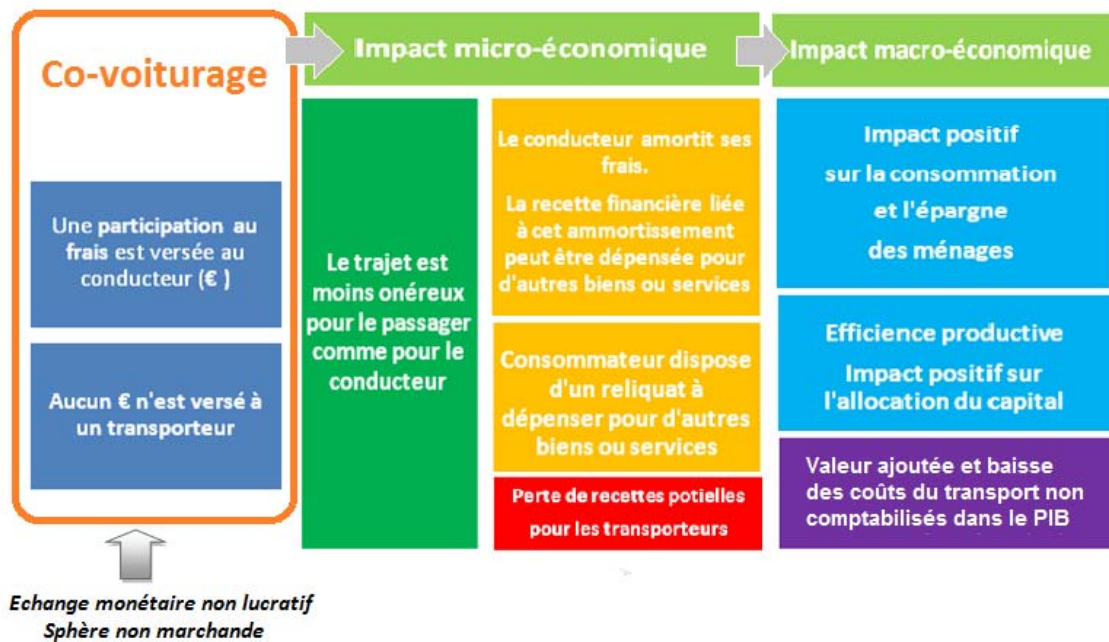 Co-voiturage
Une participation au
frais est versée au
conducteur (€ )
Aucun € n'est versé à
un transporteur
Echange monétaire non lucratif
Sphère non marchande
Impact micro-économique
Le trajet est
moins onéreux
pour le passager
comme pour le
conducteur
Le conducteur amortit ses
frais.
La recette financière liée
à cet ammortissement
peut être dépensée pour
d'autres biens ou services
Consommateur dispose
d'un reliquat à
dépenser pour d'autres
biens ou services
Perte de recettes potielles
pour les transporteurs
Impact macro-économique
Impact positif
sur la consommation
et l'épargne
des ménages
Efficience productive
Impact positif sur
l'allocation du capital
Valeur ajoutée et baisse
des coûts du transport non
comptabilisés dans le PIB